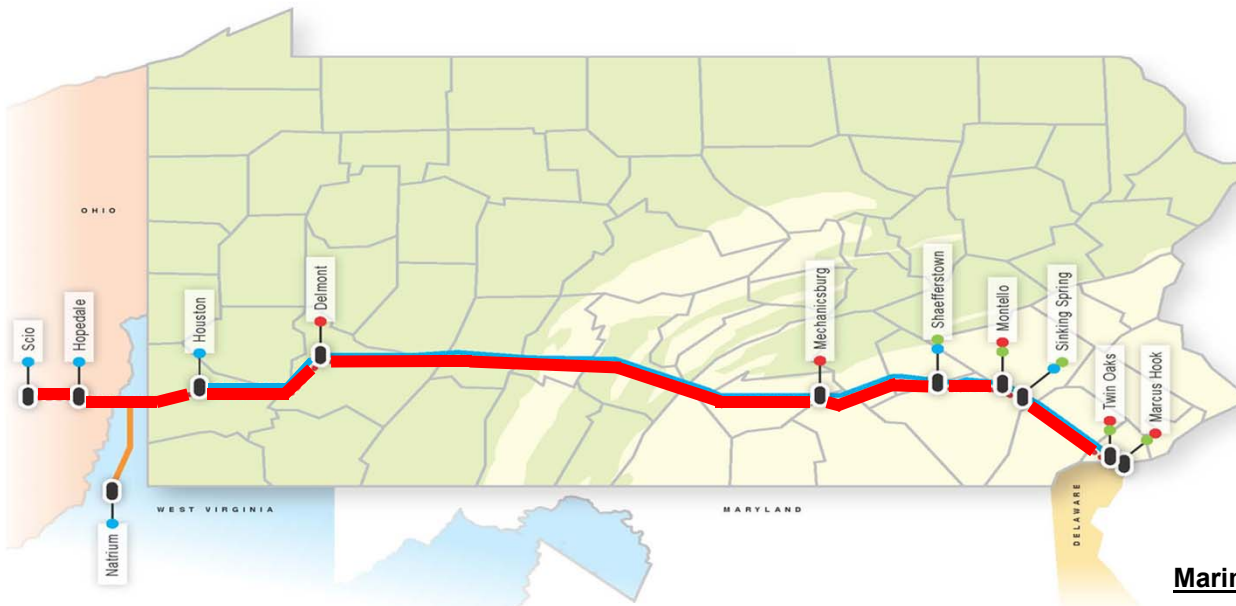 OHIO
Scio
Hopedale
Natrium
Houston
Delmont
Mechanicsburg
Shaefferstown
Montello
Sinking Spring
Twin Oaks
Marcus Hook
WEST VIRGINIA
MARYLAND
DELAWARE